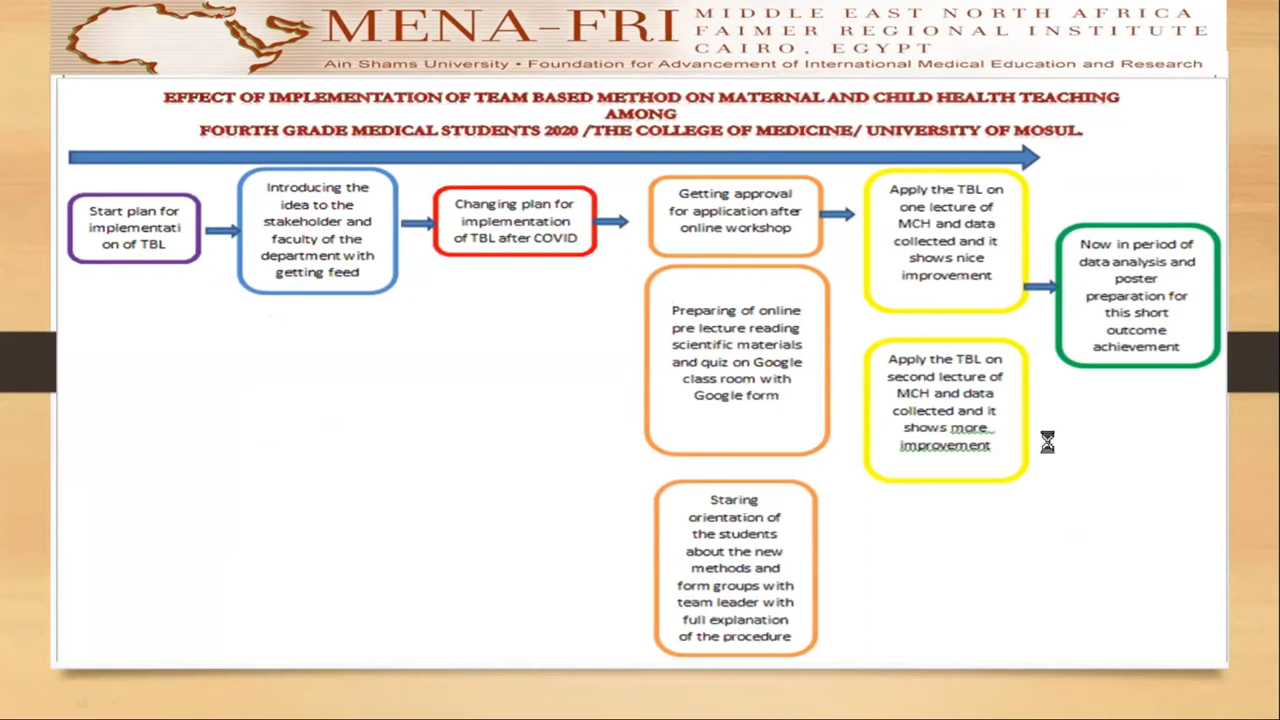 MENA-FRI
MIDDLE EAST NORTH AFRICA
FAIMER REGIONAL INSTITUTE
CAIRO, EGYPT
Ain Shams University • Foundation for Advancement of International Medical Education and Research
EFFECT OF IMPLEMENTATION OF TEAM BASED METHOD ON MATERNAL AND CHILD HEALTH TEACHING
AMONG
FOURTH GRADE MEDICAL STUDENTS 2020 /THE COLLEGE OF MEDICINE/ UNIVERSITY OF MOSUL.
Start plan for
implementati
on of TBL
Introducing the
idea to the
stakeholder and
faculty of the
department with
getting feed
Changing plan for
implementation
of TBL after COVID
Getting approval
for application after
online workshop
Preparing of online
pre lecture reading
scientific materials
and quiz on Google
class room with
Google form
Staring
orientation of
the students
about the new
methods and
form groups with
team leader with
full explanation
of the procedure
Apply the TBL on
one lecture of
MCH and data
collected and it
shows nice
improvement
Apply the TBL on
second lecture of
MCH and data
collected and it
shows more
improvement
Now in period of
data analysis and
poster
preparation for
this short
outcome
achievement